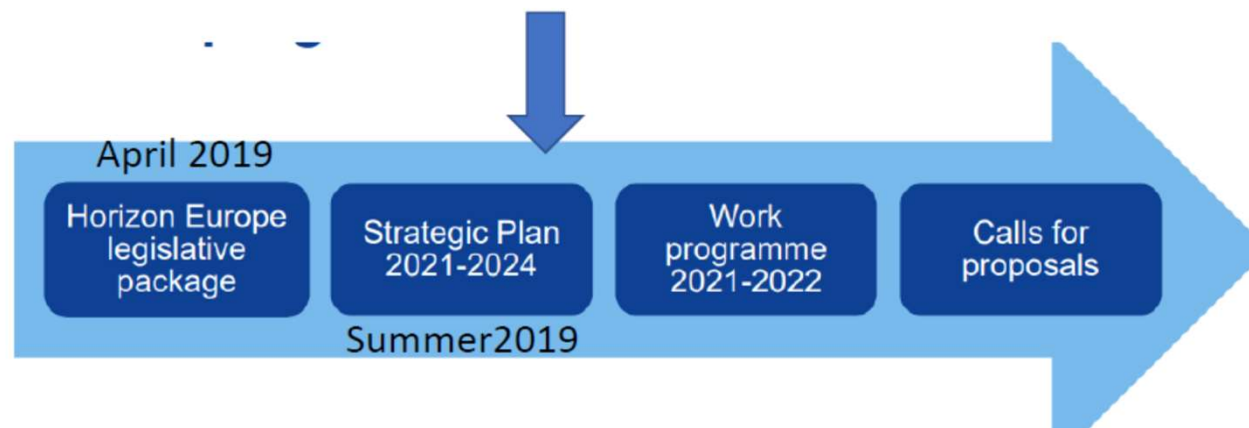 April 2019
Horizon Europe
legislative
package
Strategic Plan
2021-2024
Summer2019
Work
programme
2021-2022
Calls for
proposals